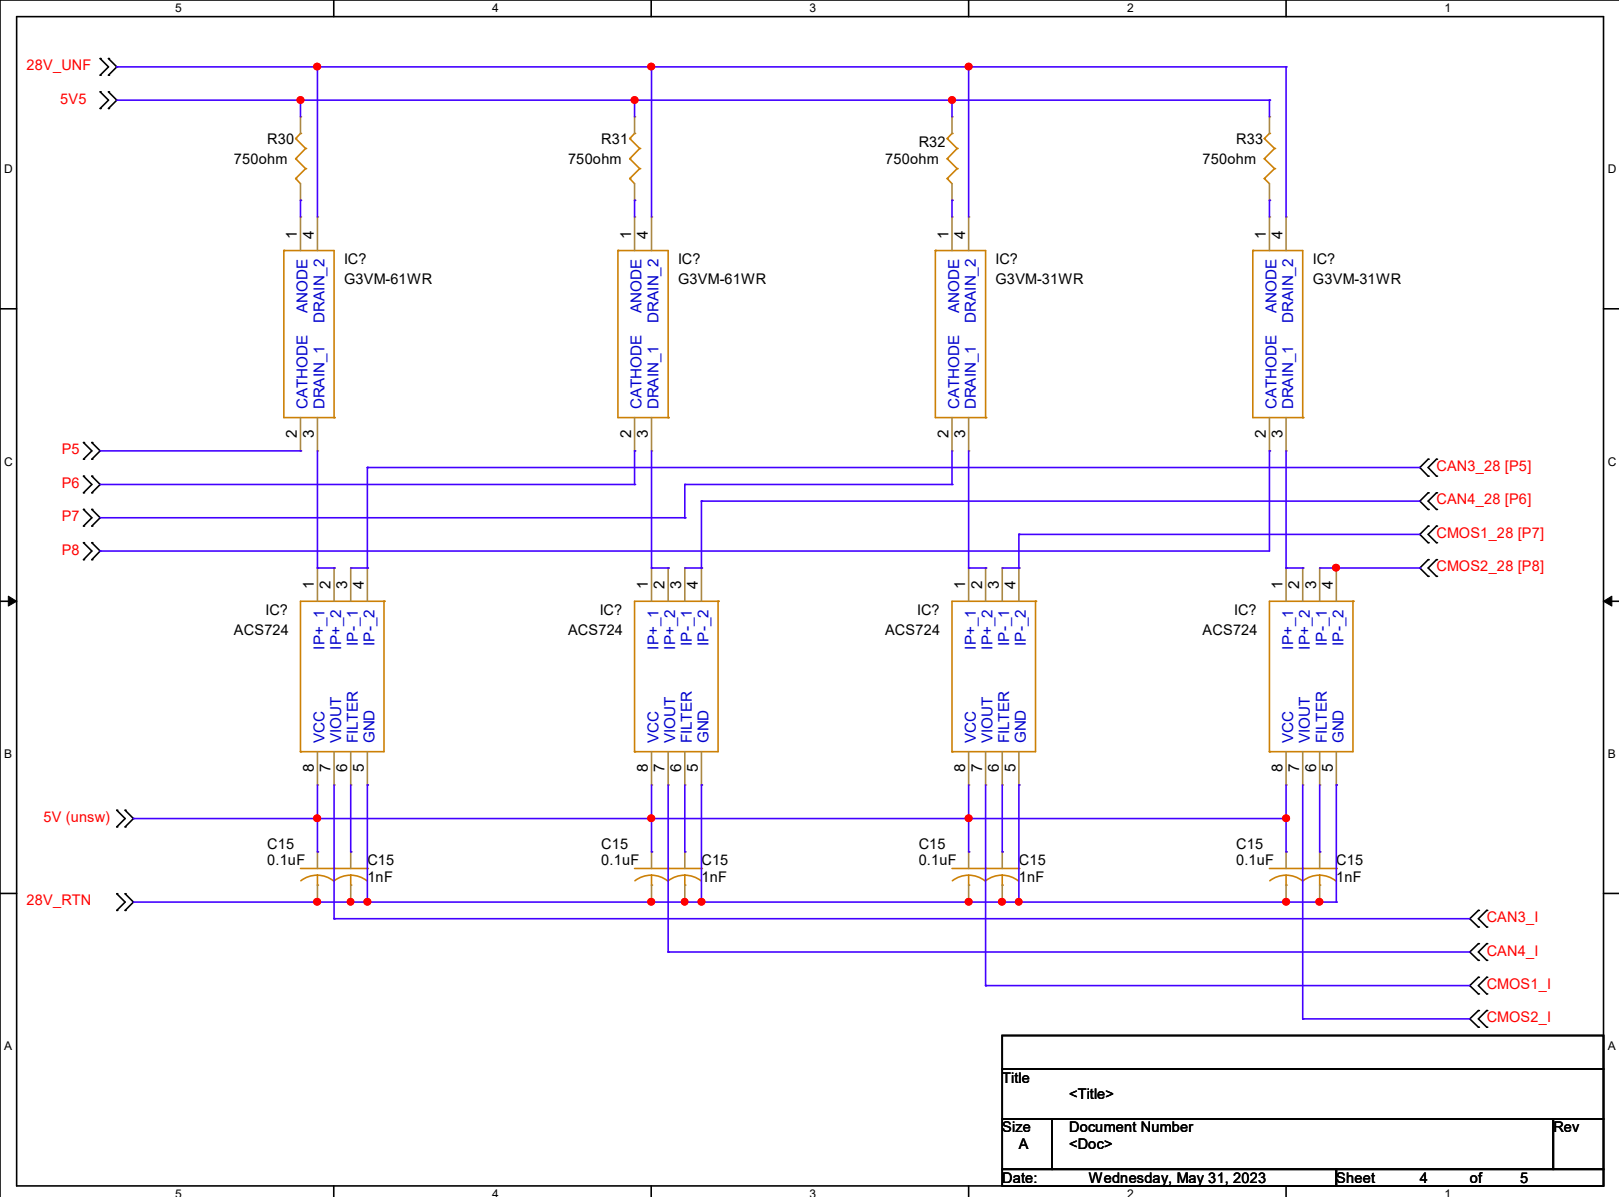 5 4 3 2 1
28V_UNF
5V5
R30 R31 R32 R33
750ohm 750ohm 750ohm 750ohm
D D
1 4 1 4 1 4 1 4
IC? IC? IC? IC?
G3VM-61WR G3VM-61WR G3VM-31WR G3VM-31WR
ANODE DRAIN_2 ANODE DRAIN_2 ANODE DRAIN_2 ANODE DRAIN_2
CATHODE DRAIN_1 CATHODE DRAIN_1 CATHODE DRAIN_1 CATHODE DRAIN_1
2 3 2 3 2 3 2 3
P5
C C
CAN3_28 [P5]
P6
CAN4_28 [P6]
P7
CMOS1_28 [P7]
P8
CMOS2_28 [P8]
1 2 3 4 1 2 3 4 1 2 3 4 1 2 3 4
IC? IC? IC? IC?
ACS724 ACS724 ACS724 ACS724
IP+_1 IP+_2 IP-_1 IP-_2 IP+_1 IP+_2 IP-_1 IP-_2 IP+_1 IP+_2 IP-_1 IP-_2 IP+_1 IP+_2 IP-_1 IP-_2
VCC VIOUT FILTER GND VCC VIOUT FILTER GND VCC VIOUT FILTER GND VCC VIOUT FILTER GND
B B
8 7 6 5 8 7 6 5 8 7 6 5 8 7 6 5
5V (unsw)
C15 C15 C15 C15
0.1uF C15 0.1uF C15 0.1uF C15 0.1uF C15
1nF 1nF 1nF 1nF
28V_RTN
CAN3_I
CAN4_I
CMOS1_I
CMOS2_I
A A
Title
<Title>
Size Document Number Rev
A <Doc>
Date: Wednesday, May 31, 2023 Sheet 4 of 5
5 4 3 2 1